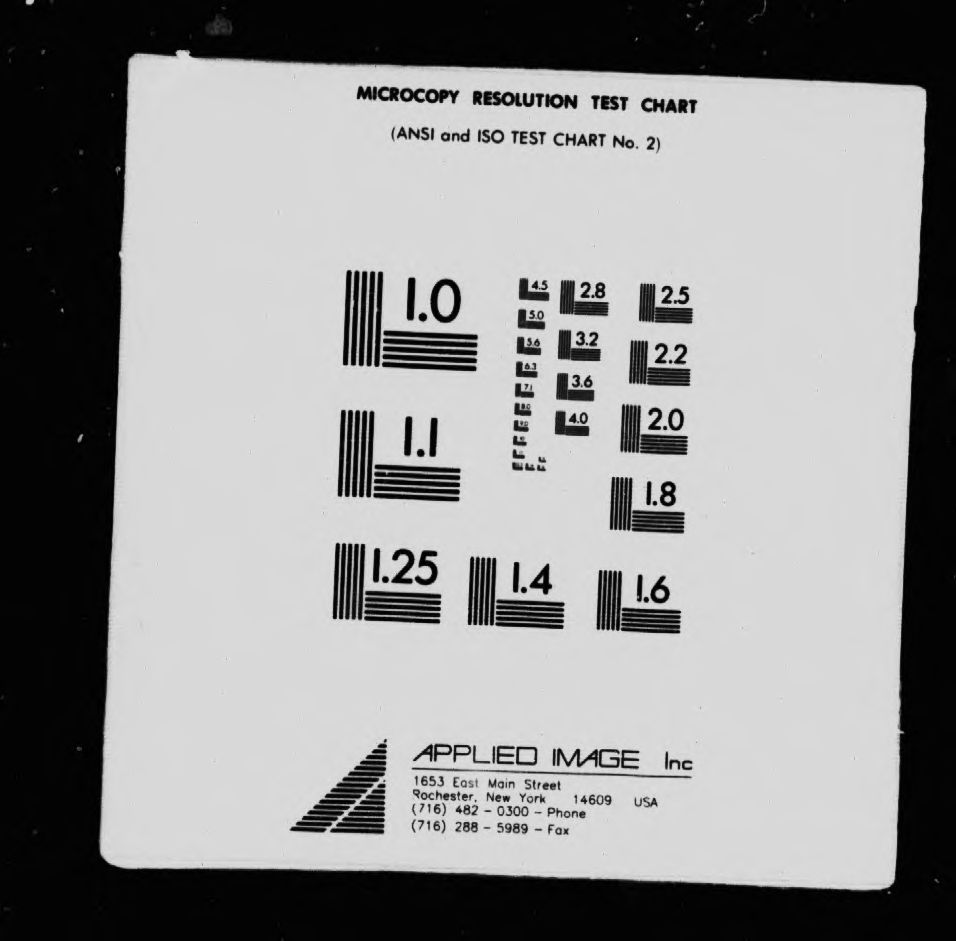 MICROCOPY RESOLUTION TEST CHART
(ANSI and ISO TEST CHART No. 2)
1.0
4.5
2.8
2.5
5.0
3.2
2.2
5.6
6.3
3.6
7.1
8.0
4.0
2.0
9.0
1.1
1.8
1.25
1.4
1.6
APPLIED IMAGE Inc
1653 East Main Street
Rochester, New York 14609 USA
(716) 482 - 0300 - Phone
(716) 288 - 5989 - Fax